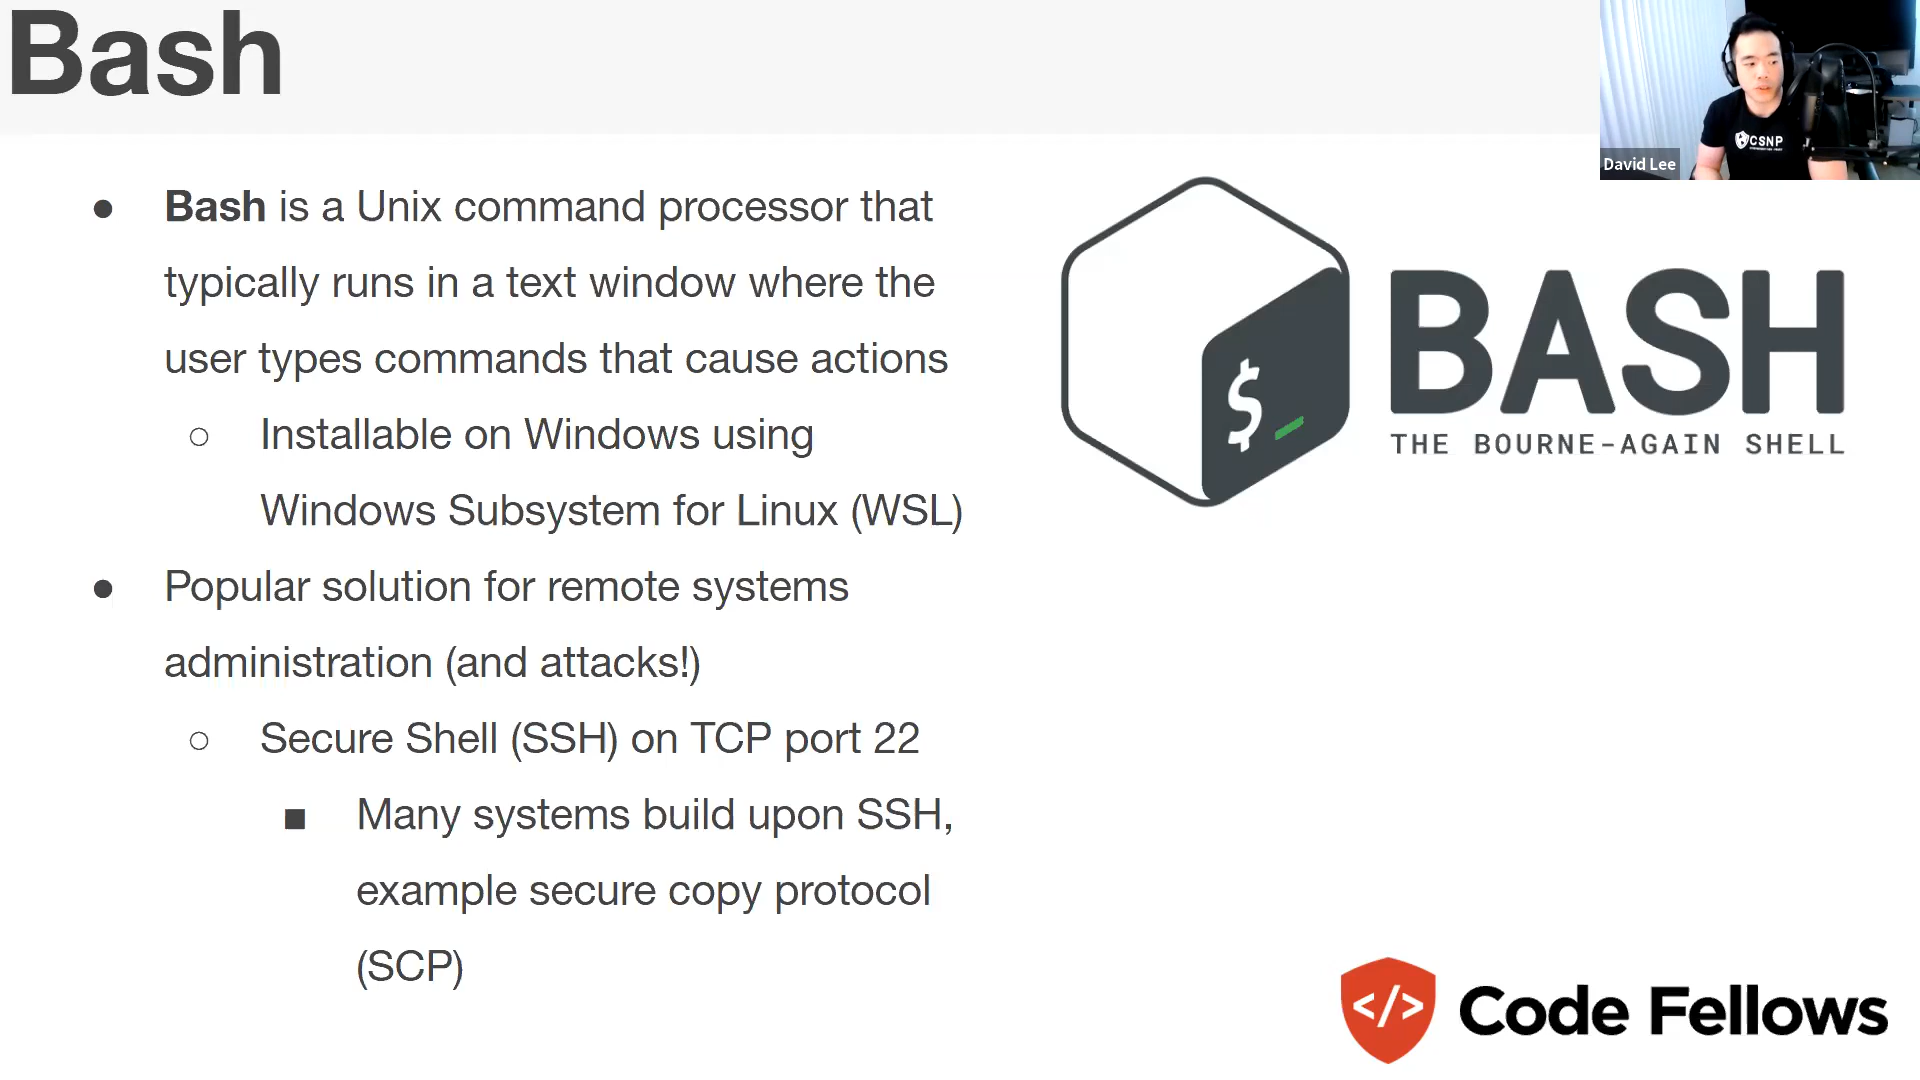 Bash
CSNP
David Lee
● Bash is a Unix command processor that
typically runs in a text window where the
user types commands that cause actions
○ Installable on Windows using
Windows Subsystem for Linux (WSL)
● Popular solution for remote systems
administration (and attacks!)
○ Secure Shell (SSH) on TCP port 22
■ Many systems build upon SSH,
example secure copy protocol
(SCP)
$_
BASH
THE BOURNE-AGAIN SHELL
</>
Code Fellows